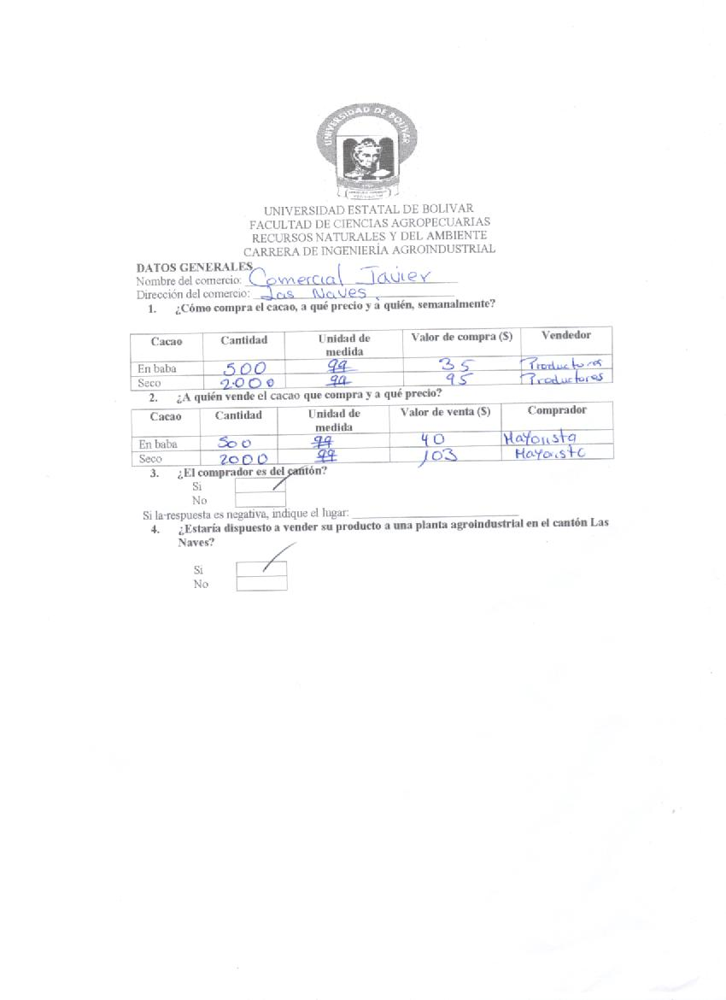 UNIVERSIDAD DE BOLIVAR
UNIVERSIDAD ESTATAL DE BOLIVAR
FACULTAD DE CIENCIAS AGROPECUARIAS
RECURSOS NATURALES Y DEL AMBIENTE
CARRERA DE INGENIERÍA AGROINDUSTRIAL
DATOS GENERALES
Nombre del comercio: Comercial Javier
Dirección del comercio: Las Naves.
1. ¿Cómo compra el cacao, a qué precio y a quién, semanalmente?
Cacao Cantidad Unidad de medida Valor de compra ($) Vendedor
En baba 500 qq 35 Productores
Seco 2000 qq 95 Productores
2. ¿A quién vende el cacao que compra y a qué precio?
Cacao Cantidad Unidad de medida Valor de venta ($) Comprador
En baba 500 qq 40 Mayorista
Seco 2000 qq 103 Mayorista
3. ¿El comprador es del cantón?
Si
No
Si la respuesta es negativa, indique el lugar:
4. ¿Estaría dispuesto a vender su producto a una planta agroindustrial en el cantón Las
Naves?
Si
No